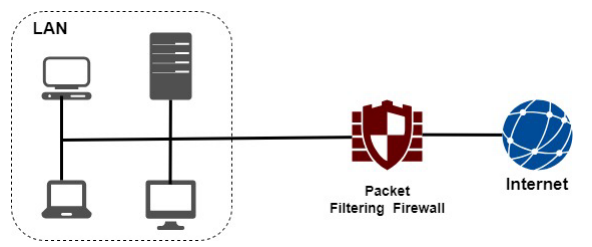 LAN
Packet
Filtering Firewall
Internet